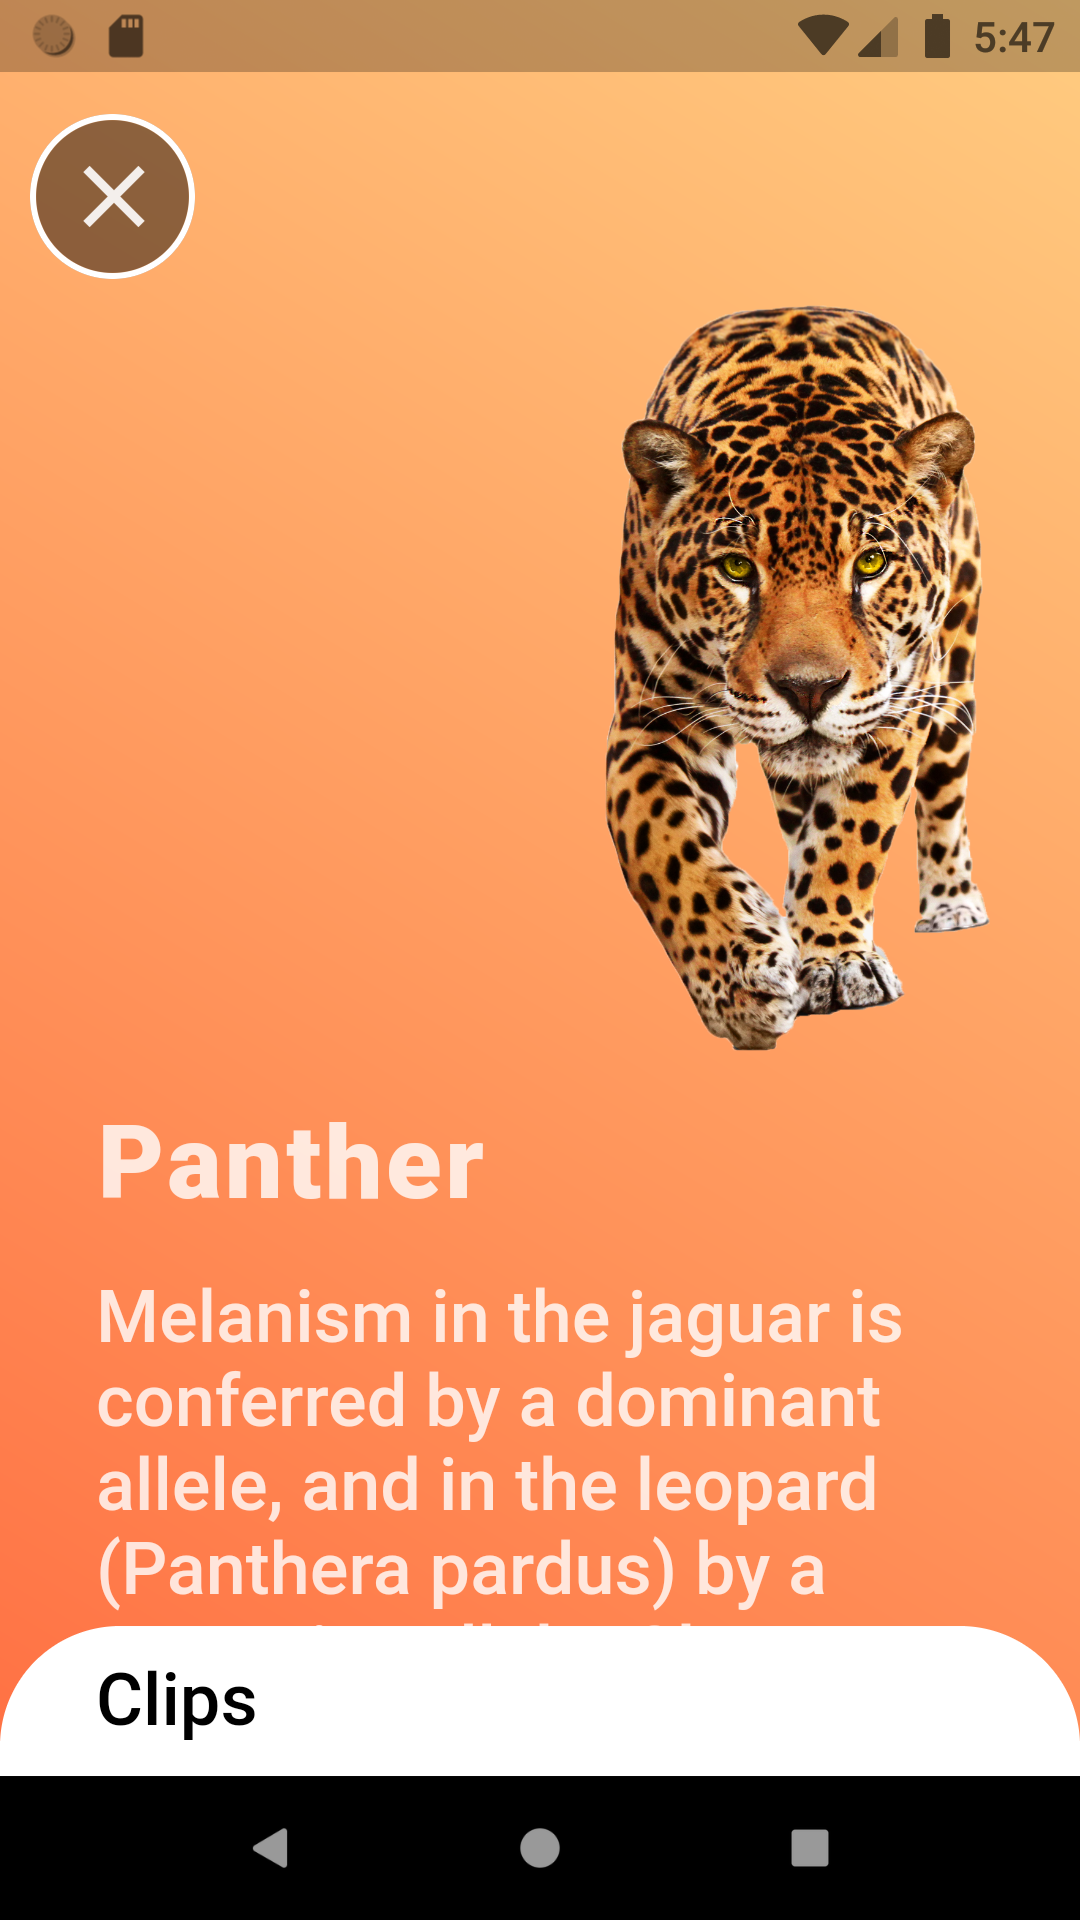 5:47
Panther
Melanism in the jaguar is
conferred by a dominant
allele, and in the leopard
(Panthera pardus) by a
Clips